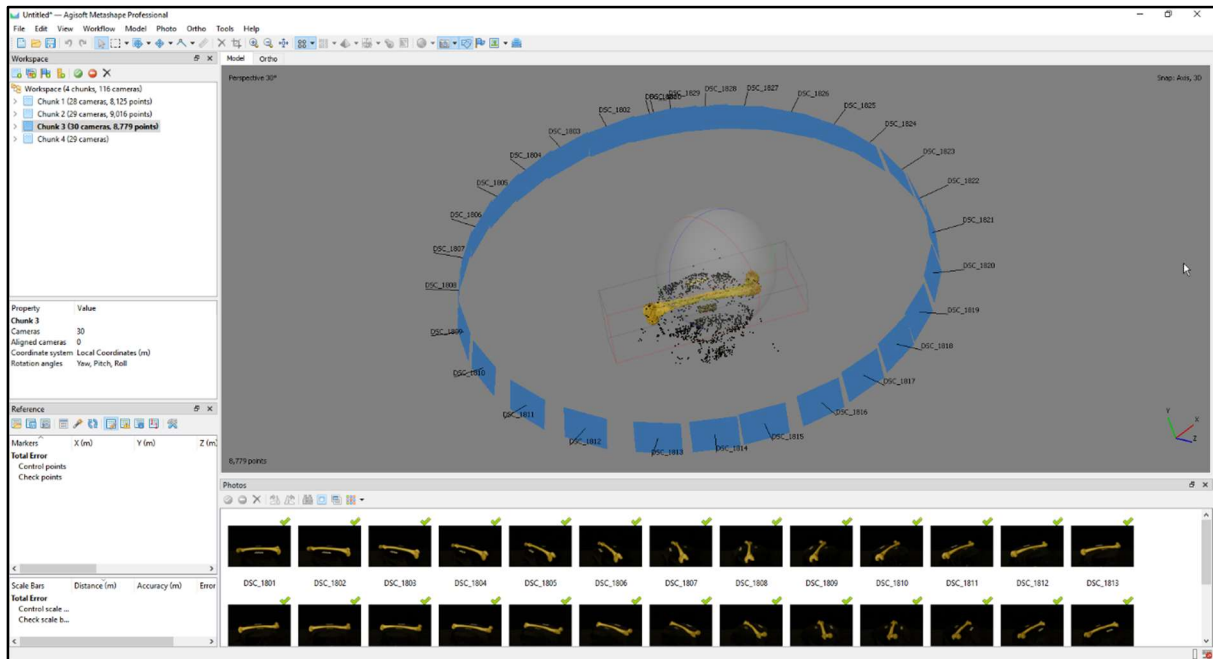 Untitled* — Agisoft Metashape Professional
File Edit View Workflow Model Photo Ortho Tools Help
Workspace
Model Ortho
Workspace (4 chunks, 116 cameras)
Chunk 1 (28 cameras, 8,125 points)
Chunk 2 (29 cameras, 9,016 points)
Chunk 3 (30 cameras, 8,779 points)
Chunk 4 (29 cameras)
Perspective 30°
Snap: Axis, 3D
DSC_1829 DSC_1828 DSC_1827
DSC_1802 DSC_1826
DSC_1803 DSC_1825
DSC_1804 DSC_1824
DSC_1805 DSC_1823
DSC_1806 DSC_1822
DSC_1807 DSC_1821
DSC_1808 DSC_1820
DSC_1809 DSC_1819
DSC_1810 DSC_1818
DSC_1811 DSC_1817
DSC_1812 DSC_1816
DSC_1813 DSC_1814 DSC_1815
Y
X
Z
8,779 points
Property Value
Chunk 3
Cameras 30
Aligned cameras 0
Coordinate system Local Coordinates (m)
Rotation angles Yaw, Pitch, Roll
Reference
Markers X (m) Y (m) Z (m)
Total Error
Control points
Check points
Scale Bars Distance (m) Accuracy (m) Error
Total Error
Control scale ...
Check scale b...
Photos
DSC_1801 DSC_1802 DSC_1803 DSC_1804 DSC_1805 DSC_1806 DSC_1807 DSC_1808 DSC_1809 DSC_1810 DSC_1811 DSC_1812 DSC_1813